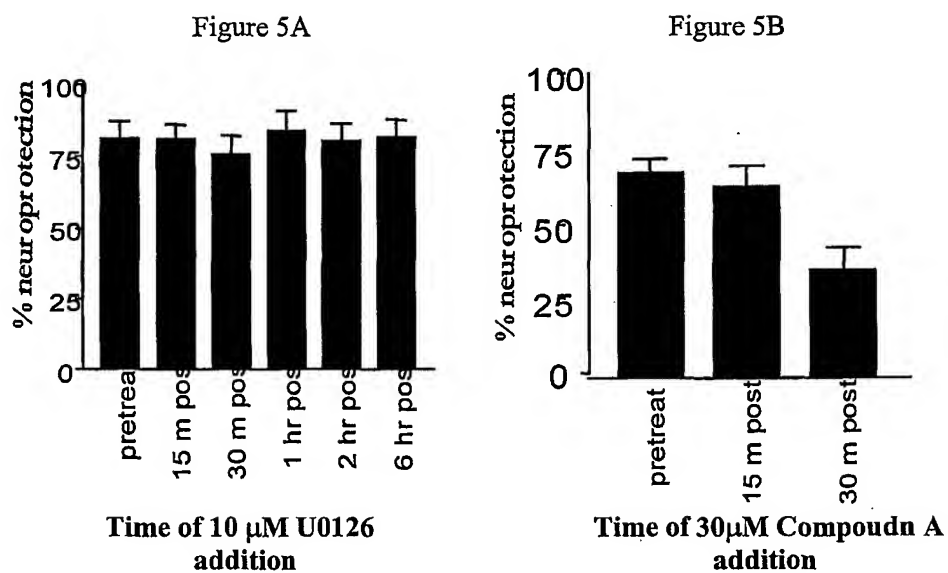 Figure 5A
% neuroprotection
100
75
50
25
0
pretrea
15 m pos
30 m pos
1 hr pos
2 hr pos
6 hr pos
Time of 10 µM U0126
addition
Figure 5B
% neuroprotection
100
75
50
25
0
pretreat
15 m post
30 m post
Time of 30µM Compoudn A
addition